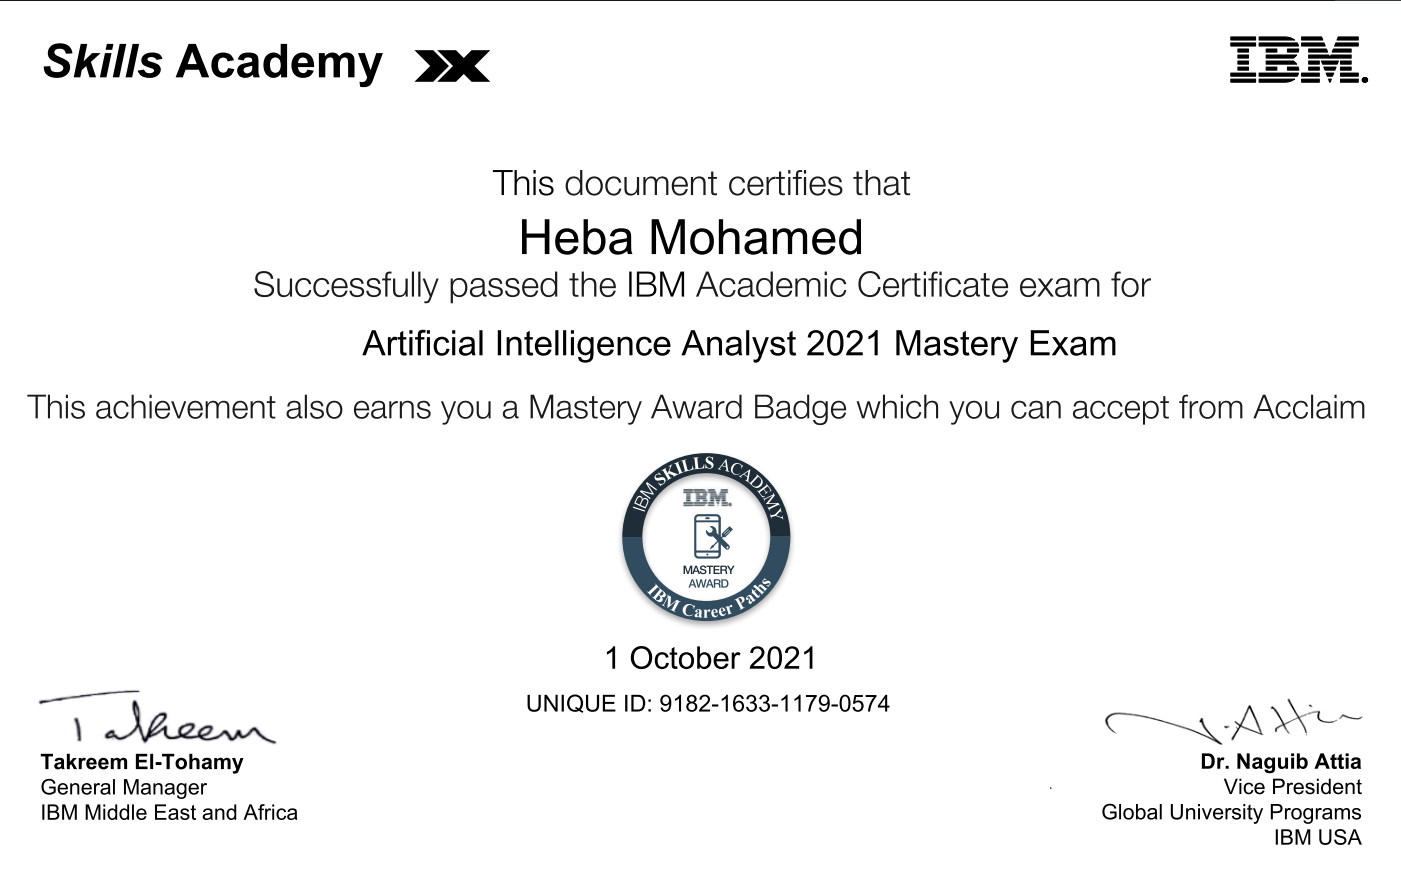 Skills Academy
IBM.
This document certifies that
Heba Mohamed
Successfully passed the IBM Academic Certificate exam for
Artificial Intelligence Analyst 2021 Mastery Exam
This achievement also earns you a Mastery Award Badge which you can accept from Acclaim
IBM SKILLS ACADEMY
IBM.
MASTERY
AWARD
IBM Career Paths
1 October 2021
UNIQUE ID: 9182-1633-1179-0574
Takreem
Takreem El-Tohamy
General Manager
IBM Middle East and Africa
N. Attia
Dr. Naguib Attia
Vice President
Global University Programs
IBM USA